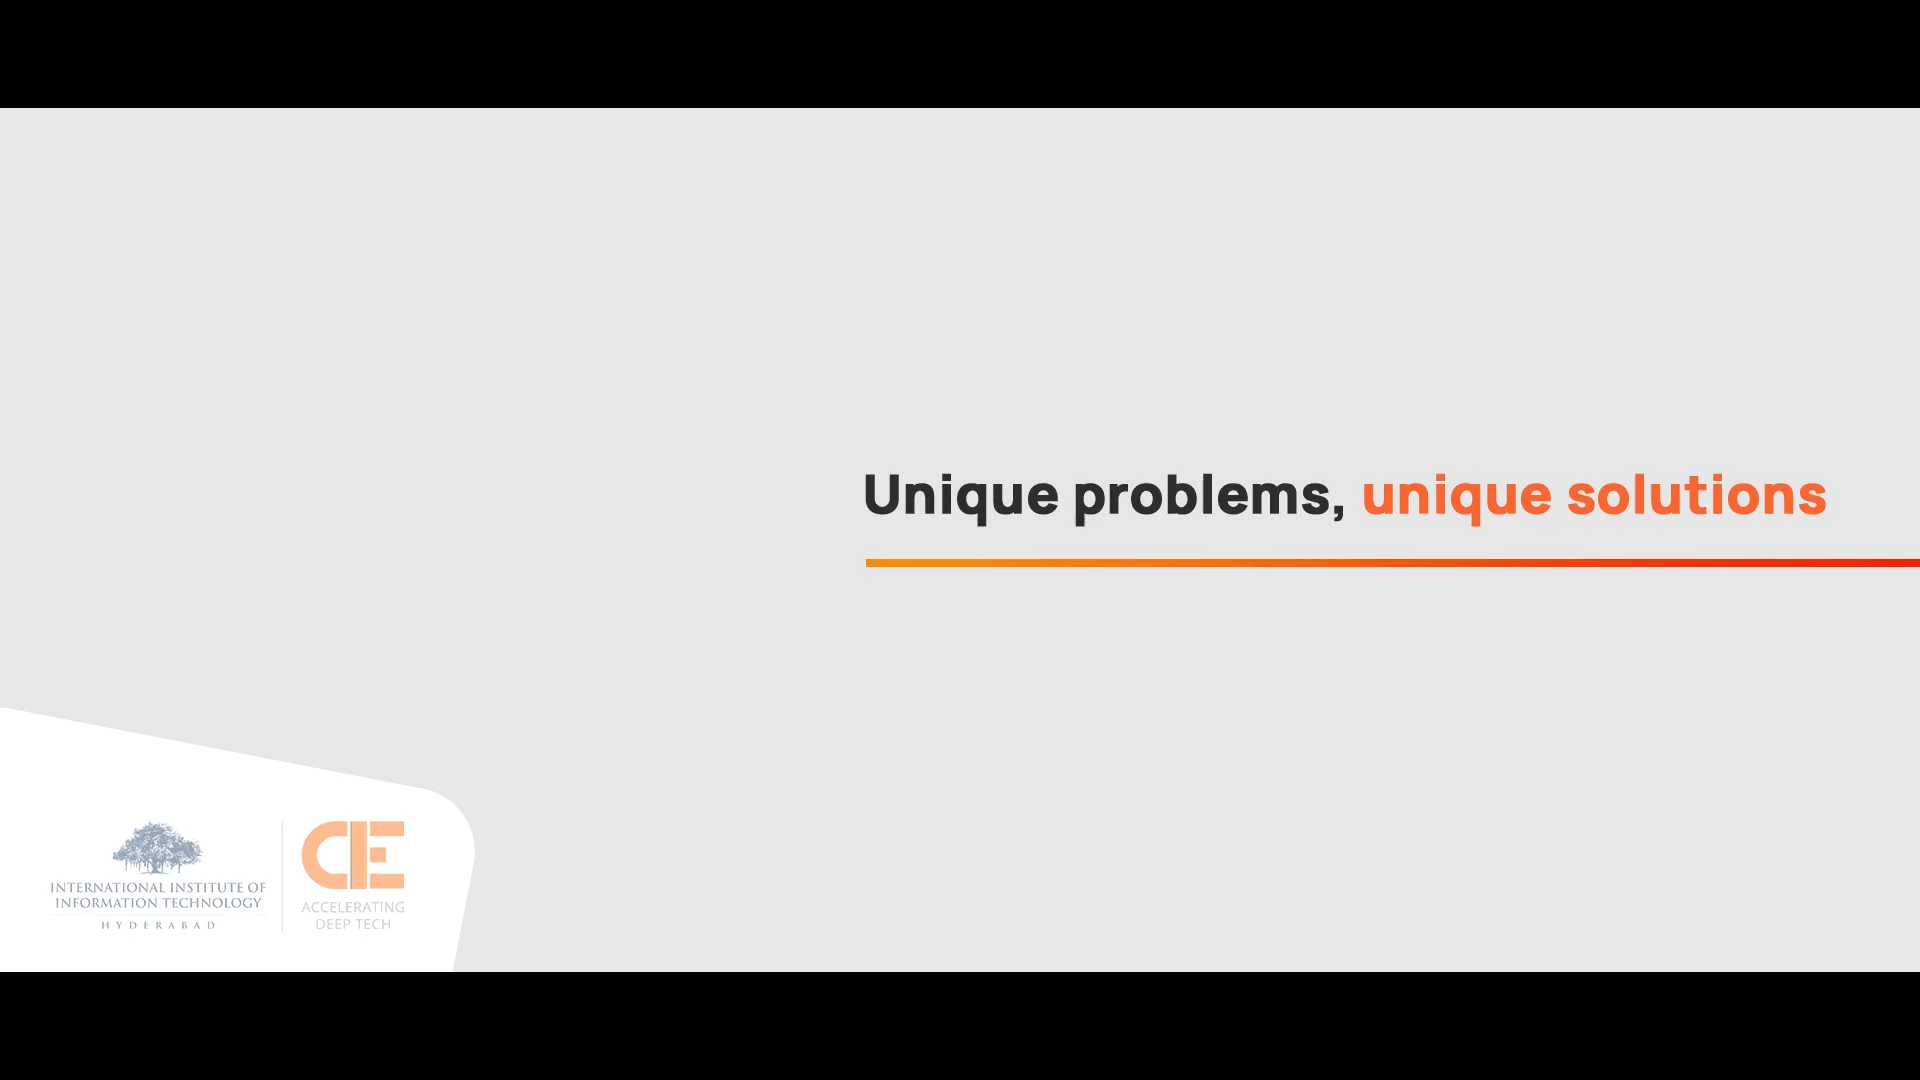 Unique problems, unique solutions
INTERNATIONAL INSTITUTE OF
INFORMATION TECHNOLOGY
HYDERABAD
CIE
ACCELERATING
DEEP TECH